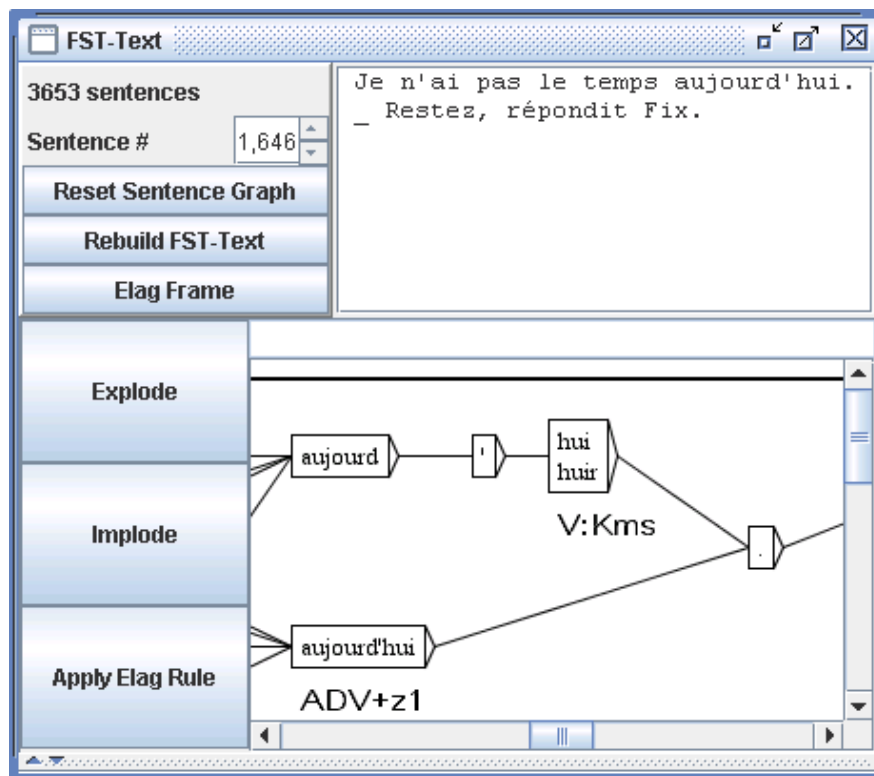 FST-Text
3653 sentences
Sentence # 1,646
Reset Sentence Graph
Rebuild FST-Text
Elag Frame
Je n'ai pas le temps aujourd'hui.
_ Restez, répondit Fix.
Explode
Implode
Apply Elag Rule
aujourd
'
hui
huir
V:Kms
.
aujourd'hui
ADV+z1